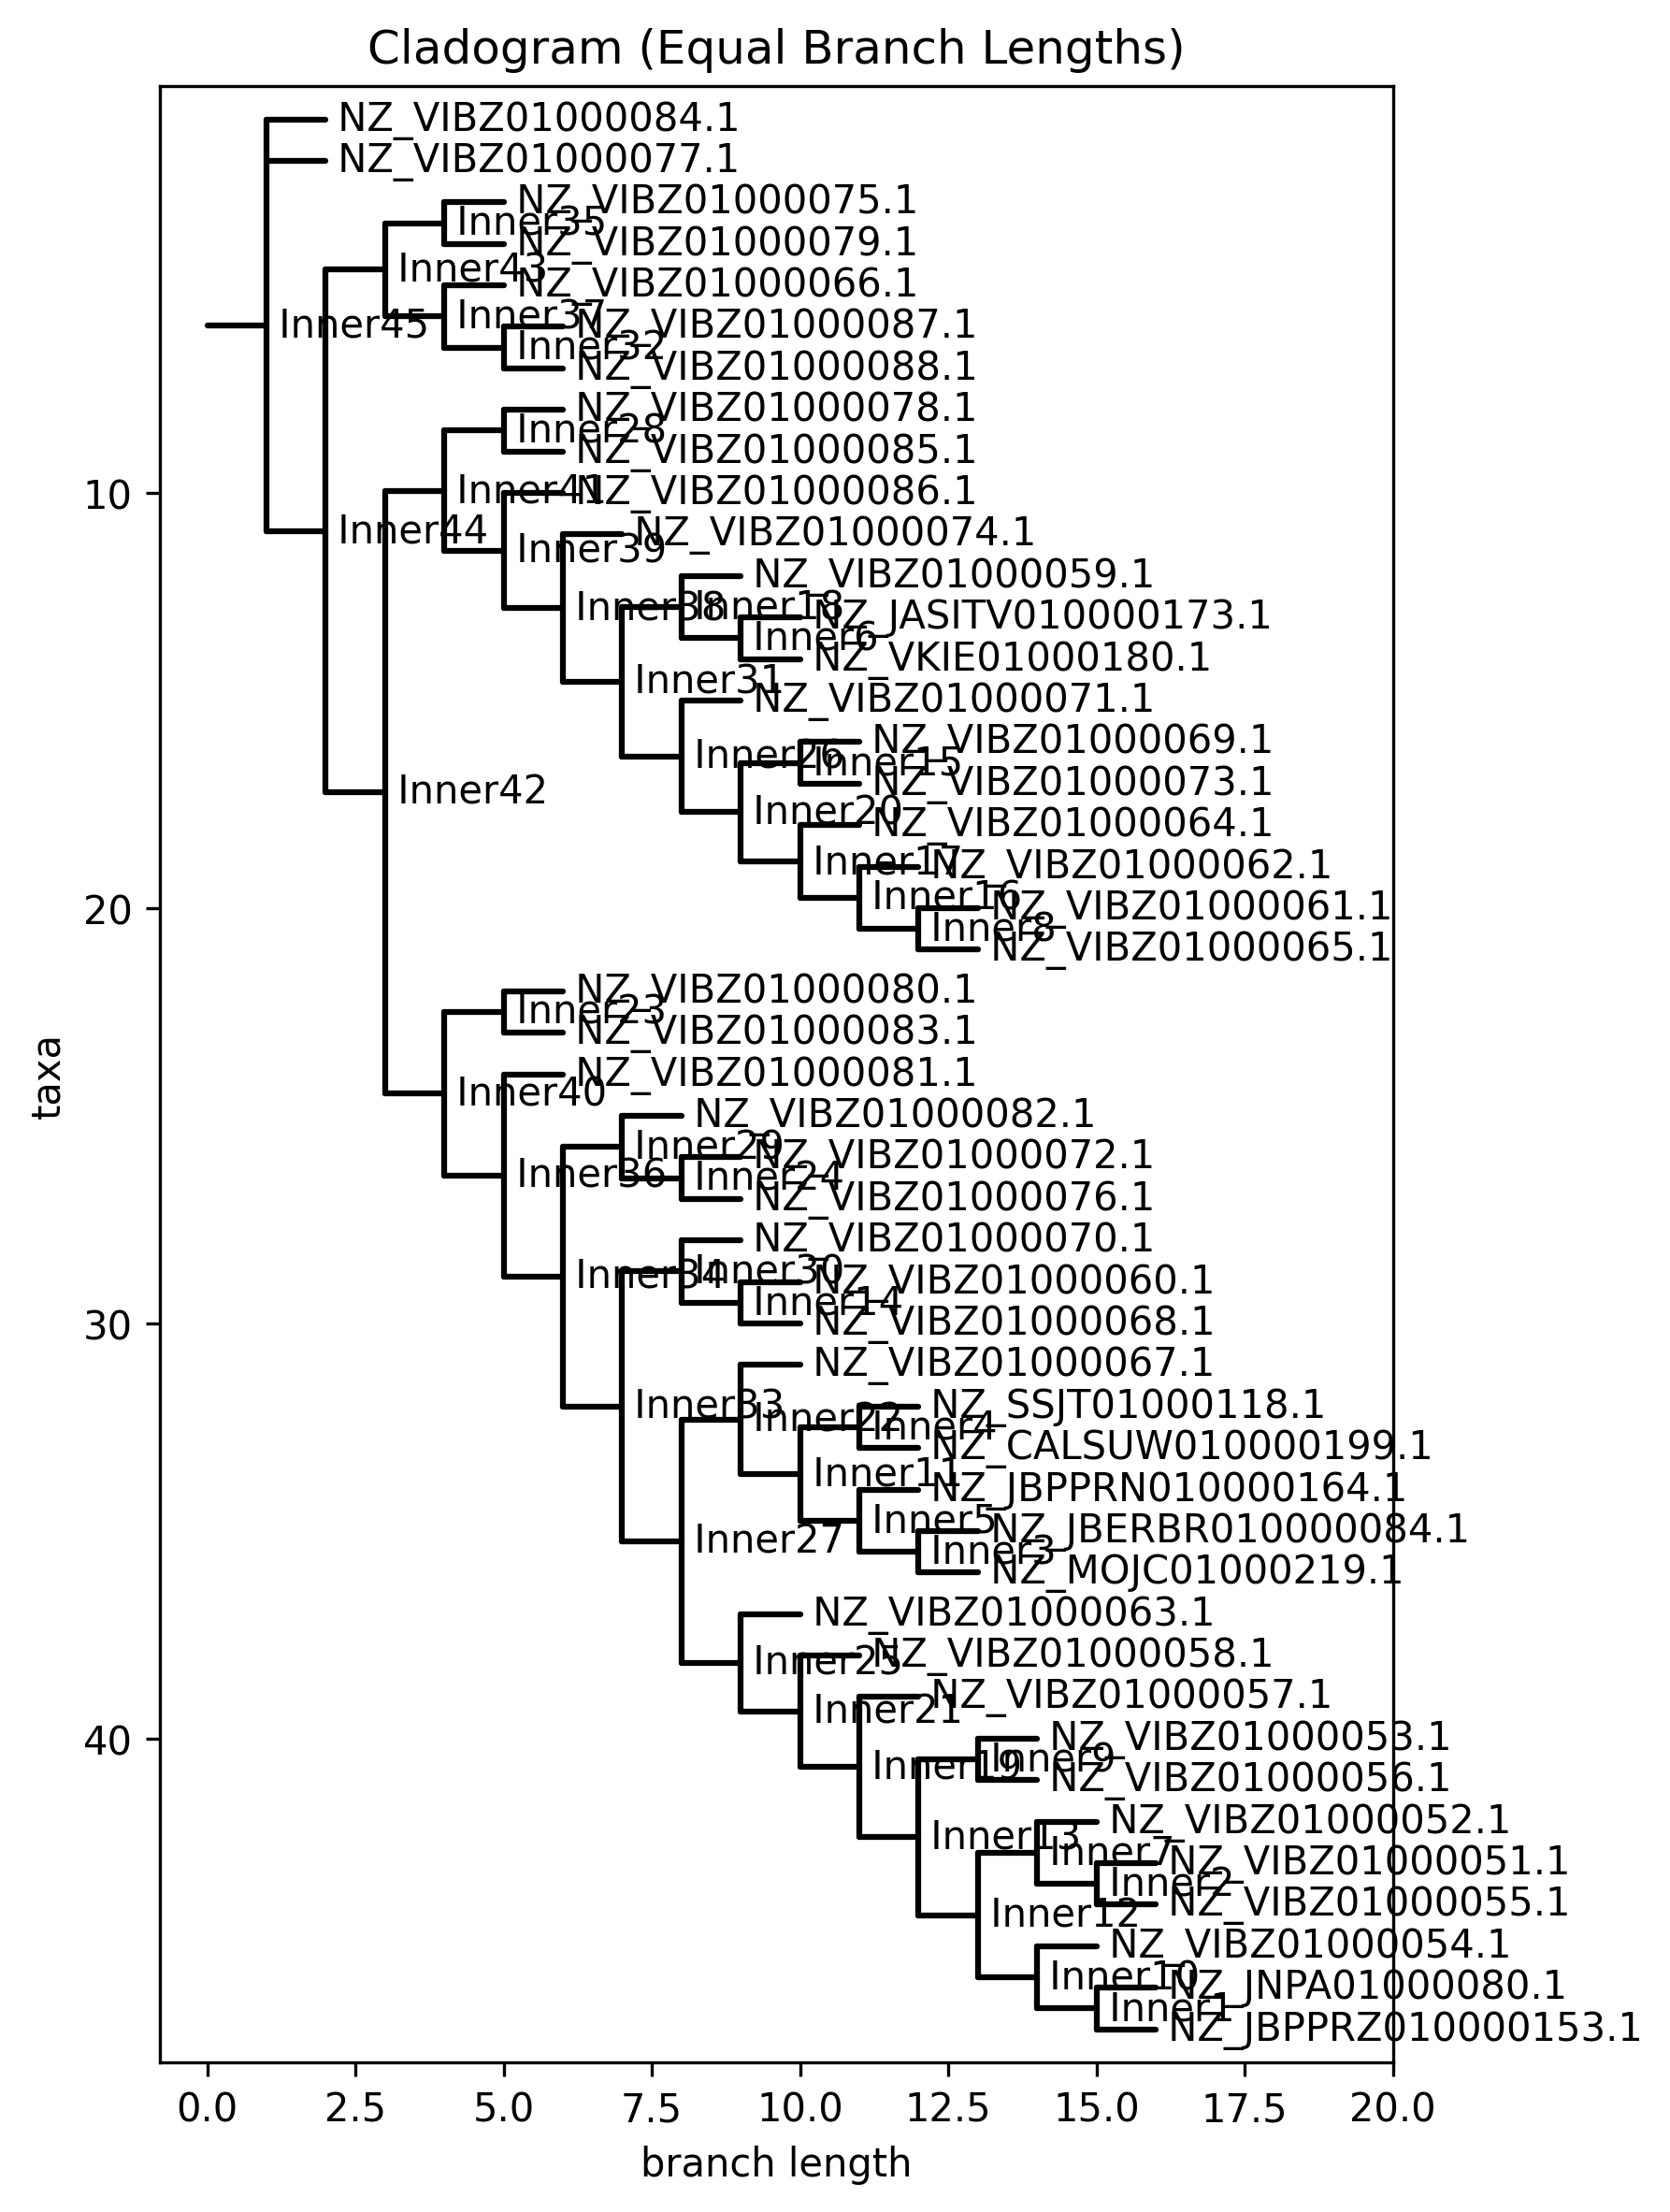 Cladogram (Equal Branch Lengths)
NZ_VIBZ01000084.1
NZ_VIBZ01000077.1
NZ_VIBZ01000075.1
Inner35
NZ_VIBZ01000079.1
Inner43
NZ_VIBZ01000066.1
Inner37
Inner45
NZ_VIBZ01000087.1
Inner32
NZ_VIBZ01000088.1
NZ_VIBZ01000078.1
Inner28
NZ_VIBZ01000085.1
Inner41
NZ_VIBZ01000086.1
10
Inner44
NZ_VIBZ01000074.1
Inner39
NZ_VIBZ01000059.1
Inner38
Inner18
NZ_JASITV010000173.1
Inner6
NZ_VKIE01000180.1
Inner31
NZ_VIBZ01000071.1
NZ_VIBZ01000069.1
Inner26
Inner15
NZ_VIBZ01000073.1
Inner42
Inner20
NZ_VIBZ01000064.1
Inner17
NZ_VIBZ01000062.1
Inner16
NZ_VIBZ01000061.1
20
Inner8
NZ_VIBZ01000065.1
NZ_VIBZ01000080.1
Inner23
NZ_VIBZ01000083.1
NZ_VIBZ01000081.1
taxa
Inner40
NZ_VIBZ01000082.1
Inner29
NZ_VIBZ01000072.1
Inner36
Inner24
NZ_VIBZ01000076.1
NZ_VIBZ01000070.1
Inner34
Inner30
NZ_VIBZ01000060.1
Inner14
NZ_VIBZ01000068.1
30
NZ_VIBZ01000067.1
Inner33
NZ_SSJT01000118.1
Inner22
Inner4
NZ_CALSUW010000199.1
Inner11
NZ_JBPPRN010000164.1
Inner5
NZ_JBERBR010000084.1
Inner27
Inner3
NZ_MOJC01000219.1
NZ_VIBZ01000063.1
NZ_VIBZ01000058.1
Inner25
NZ_VIBZ01000057.1
Inner21
NZ_VIBZ01000053.1
40
Inner9
Inner19
NZ_VIBZ01000056.1
NZ_VIBZ01000052.1
Inner13
Inner7
NZ_VIBZ01000051.1
Inner2
NZ_VIBZ01000055.1
Inner12
NZ_VIBZ01000054.1
Inner10
NZ_JNPA01000080.1
Inner1
NZ_JBPPRZ010000153.1
0.0 2.5 5.0 7.5 10.0 12.5 15.0 17.5 20.0
branch length